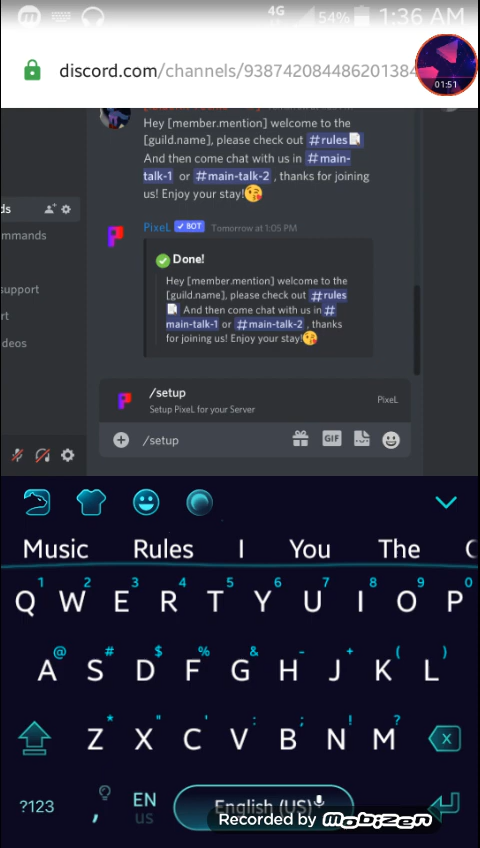 4G 54% 1:36 AM
discord.com/channels/938742084486201384
01:51
Hey [member.mention] welcome to the
[guild.name], please check out #rules
And then come chat with us in #main-
talk-1 or #main-talk-2 , thanks for joining
us! Enjoy your stay!
ds
mmands
PixeL BOT Tomorrow at 1:05 PM
Done!
Hey [member.mention] welcome to the
[guild.name], please check out #rules
And then come chat with us in #
main-talk-1 or #main-talk-2 , thanks
for joining us! Enjoy your stay!
support
rt
deos
/setup
Setup PixeL for your Server
PixeL
/setup
GIF
Music Rules I You The
1 2 3 4 5 6 7 8 9 0
Q W E R T Y U I O P
@ # $ % & - + ( )
A S D F G H J K L
* " ' : ; ! ?
Z X C V B N M
?123 , EN
us
English (US)
Recorded by Mobizen